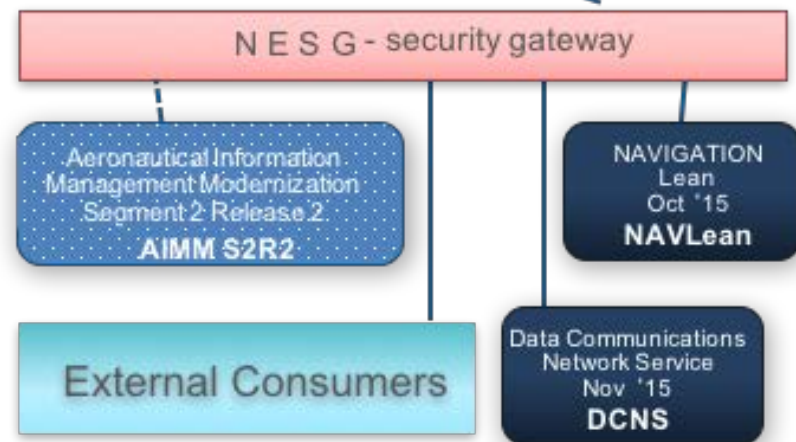 N E S G - security gateway
Aeronautical Information
Management Modernization
Segment 2 Release 2
AIMM S2R2
NAVIGATION
Lean
Oct '15
NAVLean
External Consumers
Data Communications
Network Service
Nov '15
DCNS